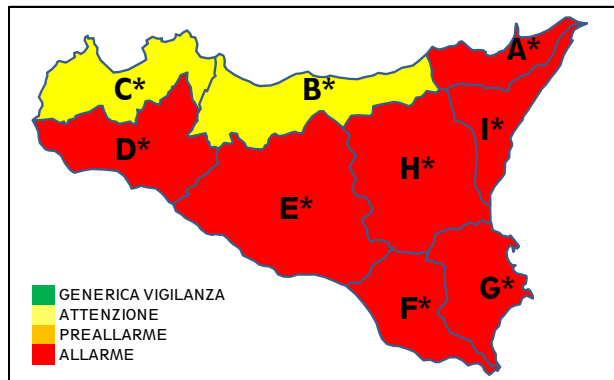 A*
B*
C*
I*
D*
H*
E*
G*
F*
GENERICA VIGILANZA
ATTENZIONE
PREALLARME
ALLARME